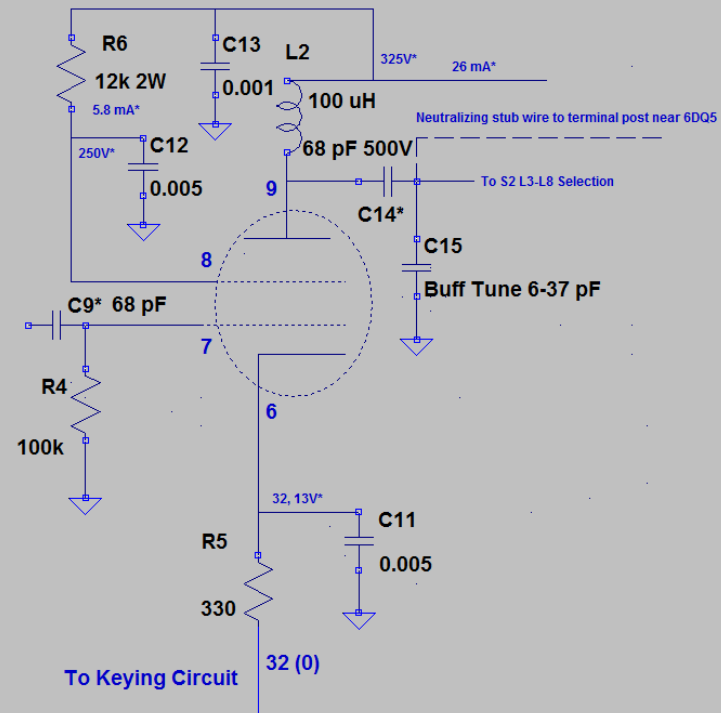 R6
12k 2W
5.8 mA*
250V*
C12
0.005
C13
0.001
L2
100 uH
325V*
26 mA*
Neutralizing stub wire to terminal post near 6DQ5
68 pF 500V
C14*
To S2 L3-L8 Selection
C15
Buff Tune 6-37 pF
9
8
7
6
C9* 68 pF
R4
100k
32, 13V*
C11
0.005
R5
330
32 (0)
To Keying Circuit